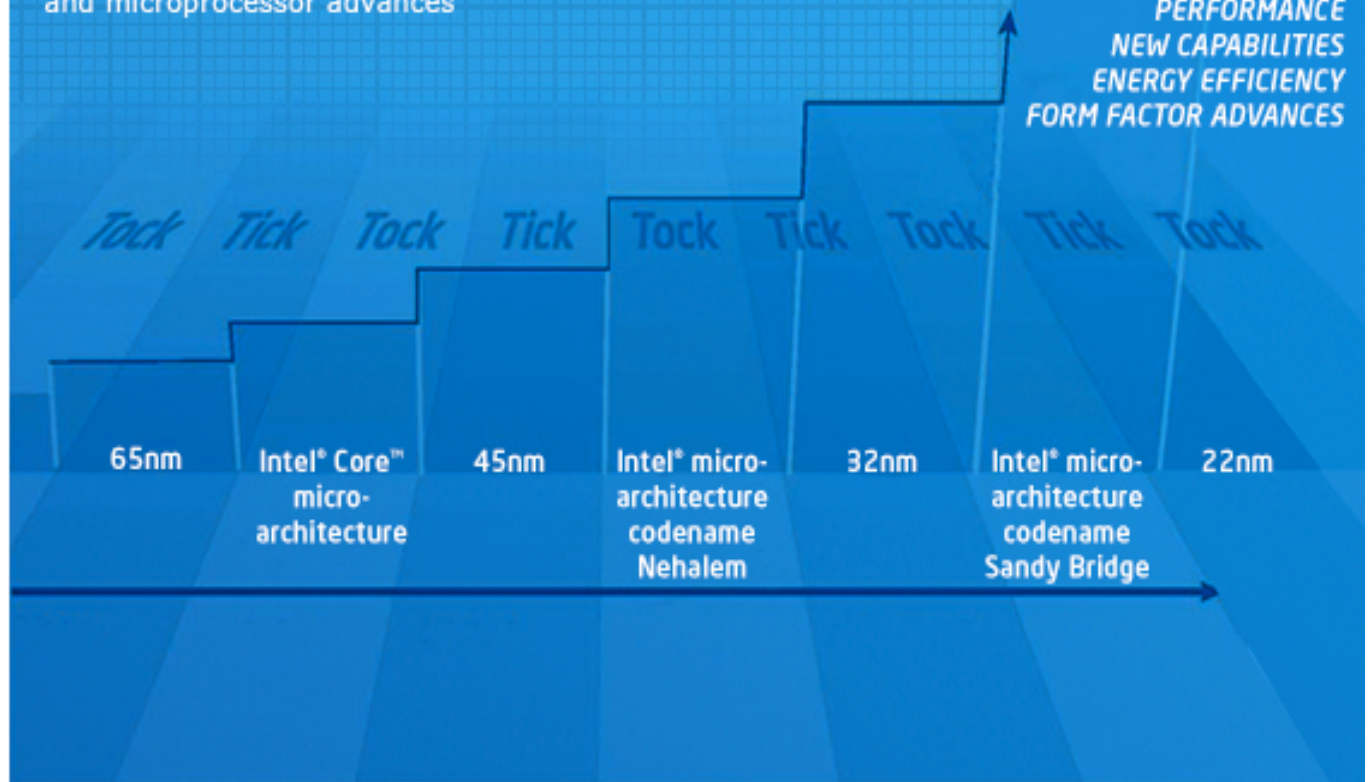 and microprocessor advances
PERFORMANCE
NEW CAPABILITIES
ENERGY EFFICIENCY
FORM FACTOR ADVANCES
Tock Tick Tock Tick Tock Tick Tock Tick Tock
65nm
Intel® Core™
micro-
architecture
45nm
Intel® micro-
architecture
codename
Nehalem
32nm
Intel® micro-
architecture
codename
Sandy Bridge
22nm